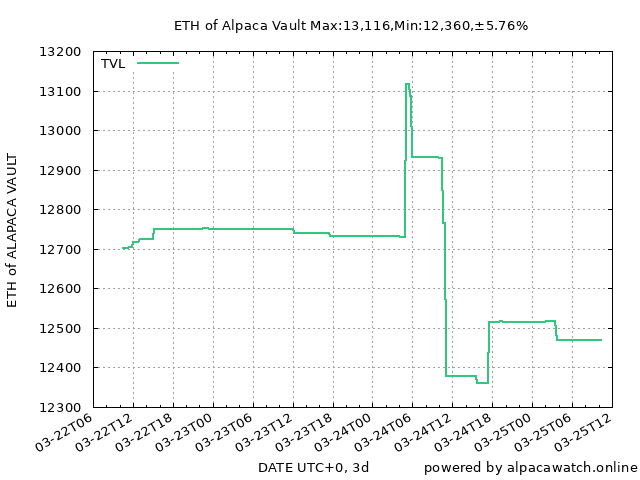 ETH of Alpaca Vault Max:13,116,Min:12,360,±5.76%
TVL
ETH of ALAPACA VAULT
13200
13100
13000
12900
12800
12700
12600
12500
12400
12300
03-22T06
03-22T12
03-22T18
03-23T00
03-23T06
03-23T12
03-23T18
03-24T00
03-24T06
03-24T12
03-24T18
03-25T00
03-25T06
03-25T12
DATE UTC+0, 3d
powered by alpacawatch.online